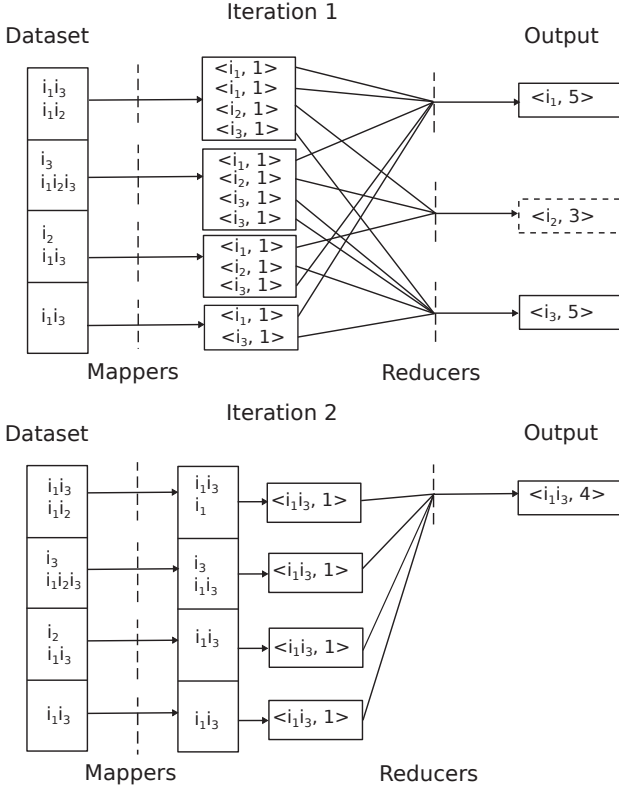 Iteration 1
Dataset
Output
i₁i₃
i₁i₂
<i₁, 1>
<i₁, 1>
<i₂, 1>
<i₃, 1>
<i₁, 5>
i₃
i₁i₂i₃
<i₁, 1>
<i₂, 1>
<i₃, 1>
<i₃, 1>
<i₂, 3>
i₂
i₁i₃
<i₁, 1>
<i₂, 1>
<i₃, 1>
i₁i₃
<i₁, 1>
<i₃, 1>
<i₃, 5>
Mappers
Reducers
Iteration 2
Dataset
Output
i₁i₃
i₁i₂
i₁i₃
i₁
<i₁i₃, 1>
<i₁i₃, 4>
i₃
i₁i₂i₃
i₃
i₁i₃
<i₁i₃, 1>
i₂
i₁i₃
i₁i₃
<i₁i₃, 1>
i₁i₃
i₁i₃
<i₁i₃, 1>
Mappers
Reducers